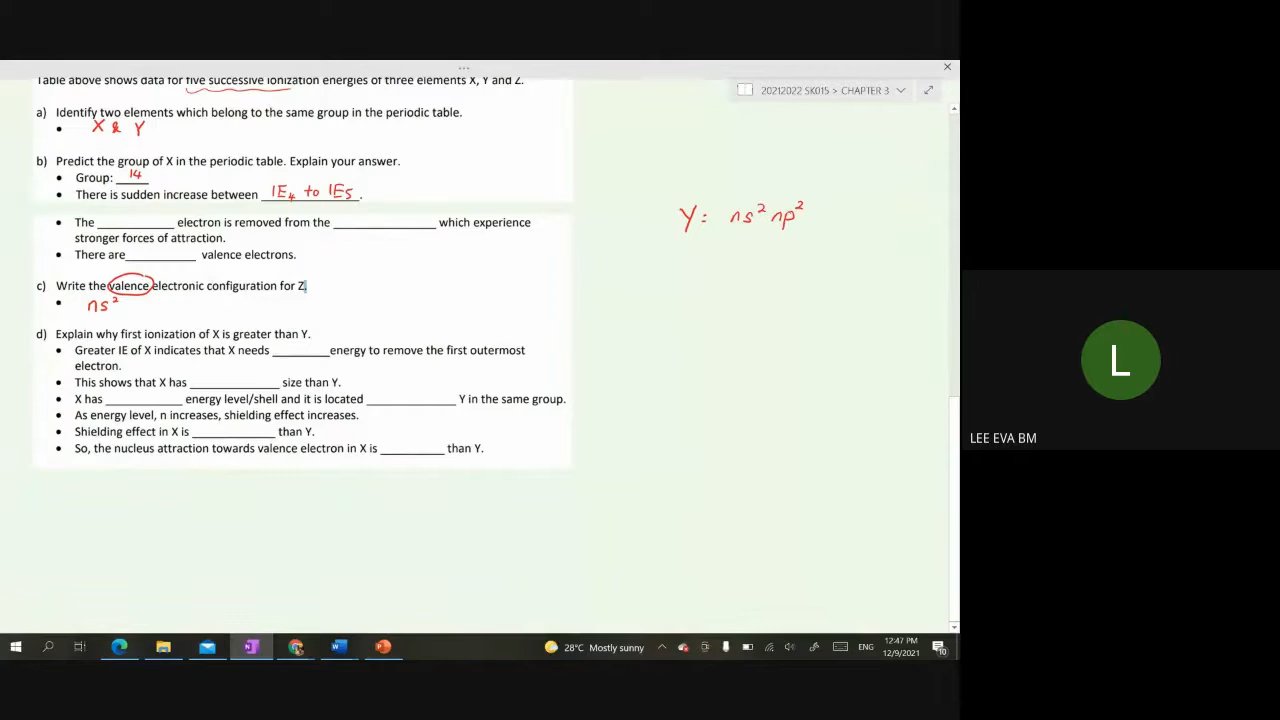 Table above shows data for five successive ionization energies of three elements X, Y and Z.
20212022 SK015 > CHAPTER 3
a) Identify two elements which belong to the same group in the periodic table.
• X & Y
b) Predict the group of X in the periodic table. Explain your answer.
• Group: 14
• There is sudden increase between IE4 to IE5.
Y: ns² np²
• The ____________ electron is removed from the ________________ which experience
stronger forces of attraction.
• There are___________ valence electrons.
c) Write the valence electronic configuration for Z.
• ns²
d) Explain why first ionization of X is greater than Y.
• Greater IE of X indicates that X needs _________energy to remove the first outermost
electron.
• This shows that X has ______________ size than Y.
• X has ____________ energy level/shell and it is located ______________ Y in the same group.
• As energy level, n increases, shielding effect increases.
• Shielding effect in X is _____________ than Y.
• So, the nucleus attraction towards valence electron in X is __________ than Y.
L
LEE EVA BM
28°C Mostly sunny
ENG
12:47 PM
12/9/2021
10